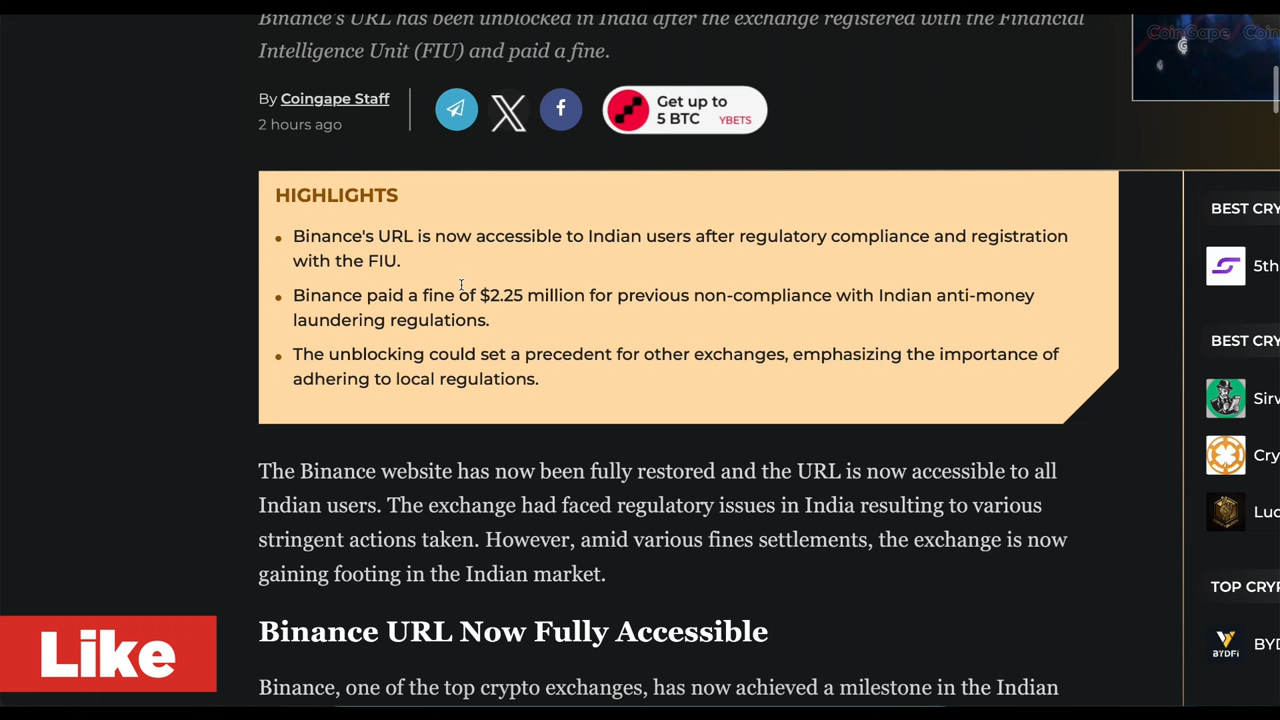 Binance's URL has been unblocked in India after the exchange registered with the Financial
Intelligence Unit (FIU) and paid a fine.
CoinGape
By Coingape Staff
2 hours ago
Get up to
5 BTC YBETS
HIGHLIGHTS
Binance's URL is now accessible to Indian users after regulatory compliance and registration
with the FIU.
Binance paid a fine of $2.25 million for previous non-compliance with Indian anti-money
laundering regulations.
The unblocking could set a precedent for other exchanges, emphasizing the importance of
adhering to local regulations.
The Binance website has now been fully restored and the URL is now accessible to all
Indian users. The exchange had faced regulatory issues in India resulting to various
stringent actions taken. However, amid various fines settlements, the exchange is now
gaining footing in the Indian market.
Binance URL Now Fully Accessible
Binance, one of the top crypto exchanges, has now achieved a milestone in the Indian
Like
BEST CRY
5th
BEST CRY
Sirw
Cry
Luc
TOP CRYP
BYDFi
BYD